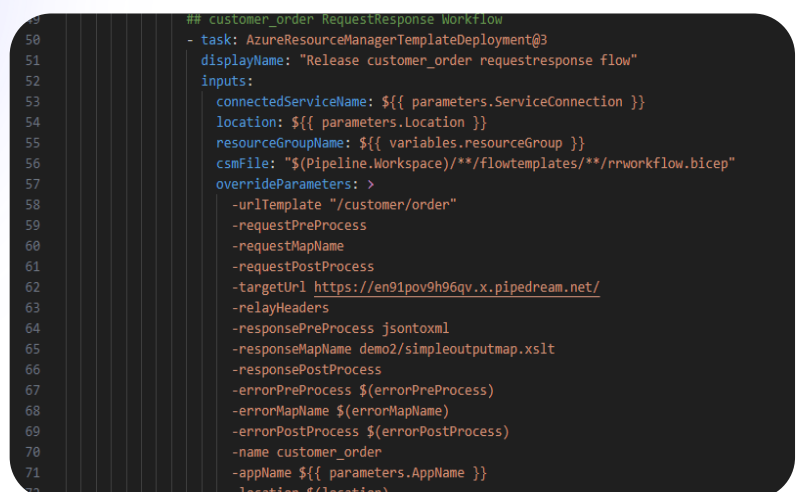 49 ## customer_order RequestResponse Workflow
50 - task: AzureResourceManagerTemplateDeployment@3
51 displayName: "Release customer_order requestresponse flow"
52 inputs:
53 connectedServiceName: ${{ parameters.ServiceConnection }}
54 location: ${{ parameters.Location }}
55 resourceGroupName: ${{ variables.resourceGroup }}
56 csmFile: "$(Pipeline.Workspace)/**/flowtemplates/**/rrworkflow.bicep"
57 overrideParameters: >
58 -urlTemplate "/customer/order"
59 -requestPreProcess
60 -requestMapName
61 -requestPostProcess
62 -targetUrl https://en91pov9h96qv.x.pipedream.net/
63 -relayHeaders
64 -responsePreProcess jsontoxml
65 -responseMapName demo2/simpleoutputmap.xslt
66 -responsePostProcess
67 -errorPreProcess $(errorPreProcess)
68 -errorMapName $(errorMapName)
69 -errorPostProcess $(errorPostProcess)
70 -name customer_order
71 -appName ${{ parameters.AppName }}
72 -location $(location)